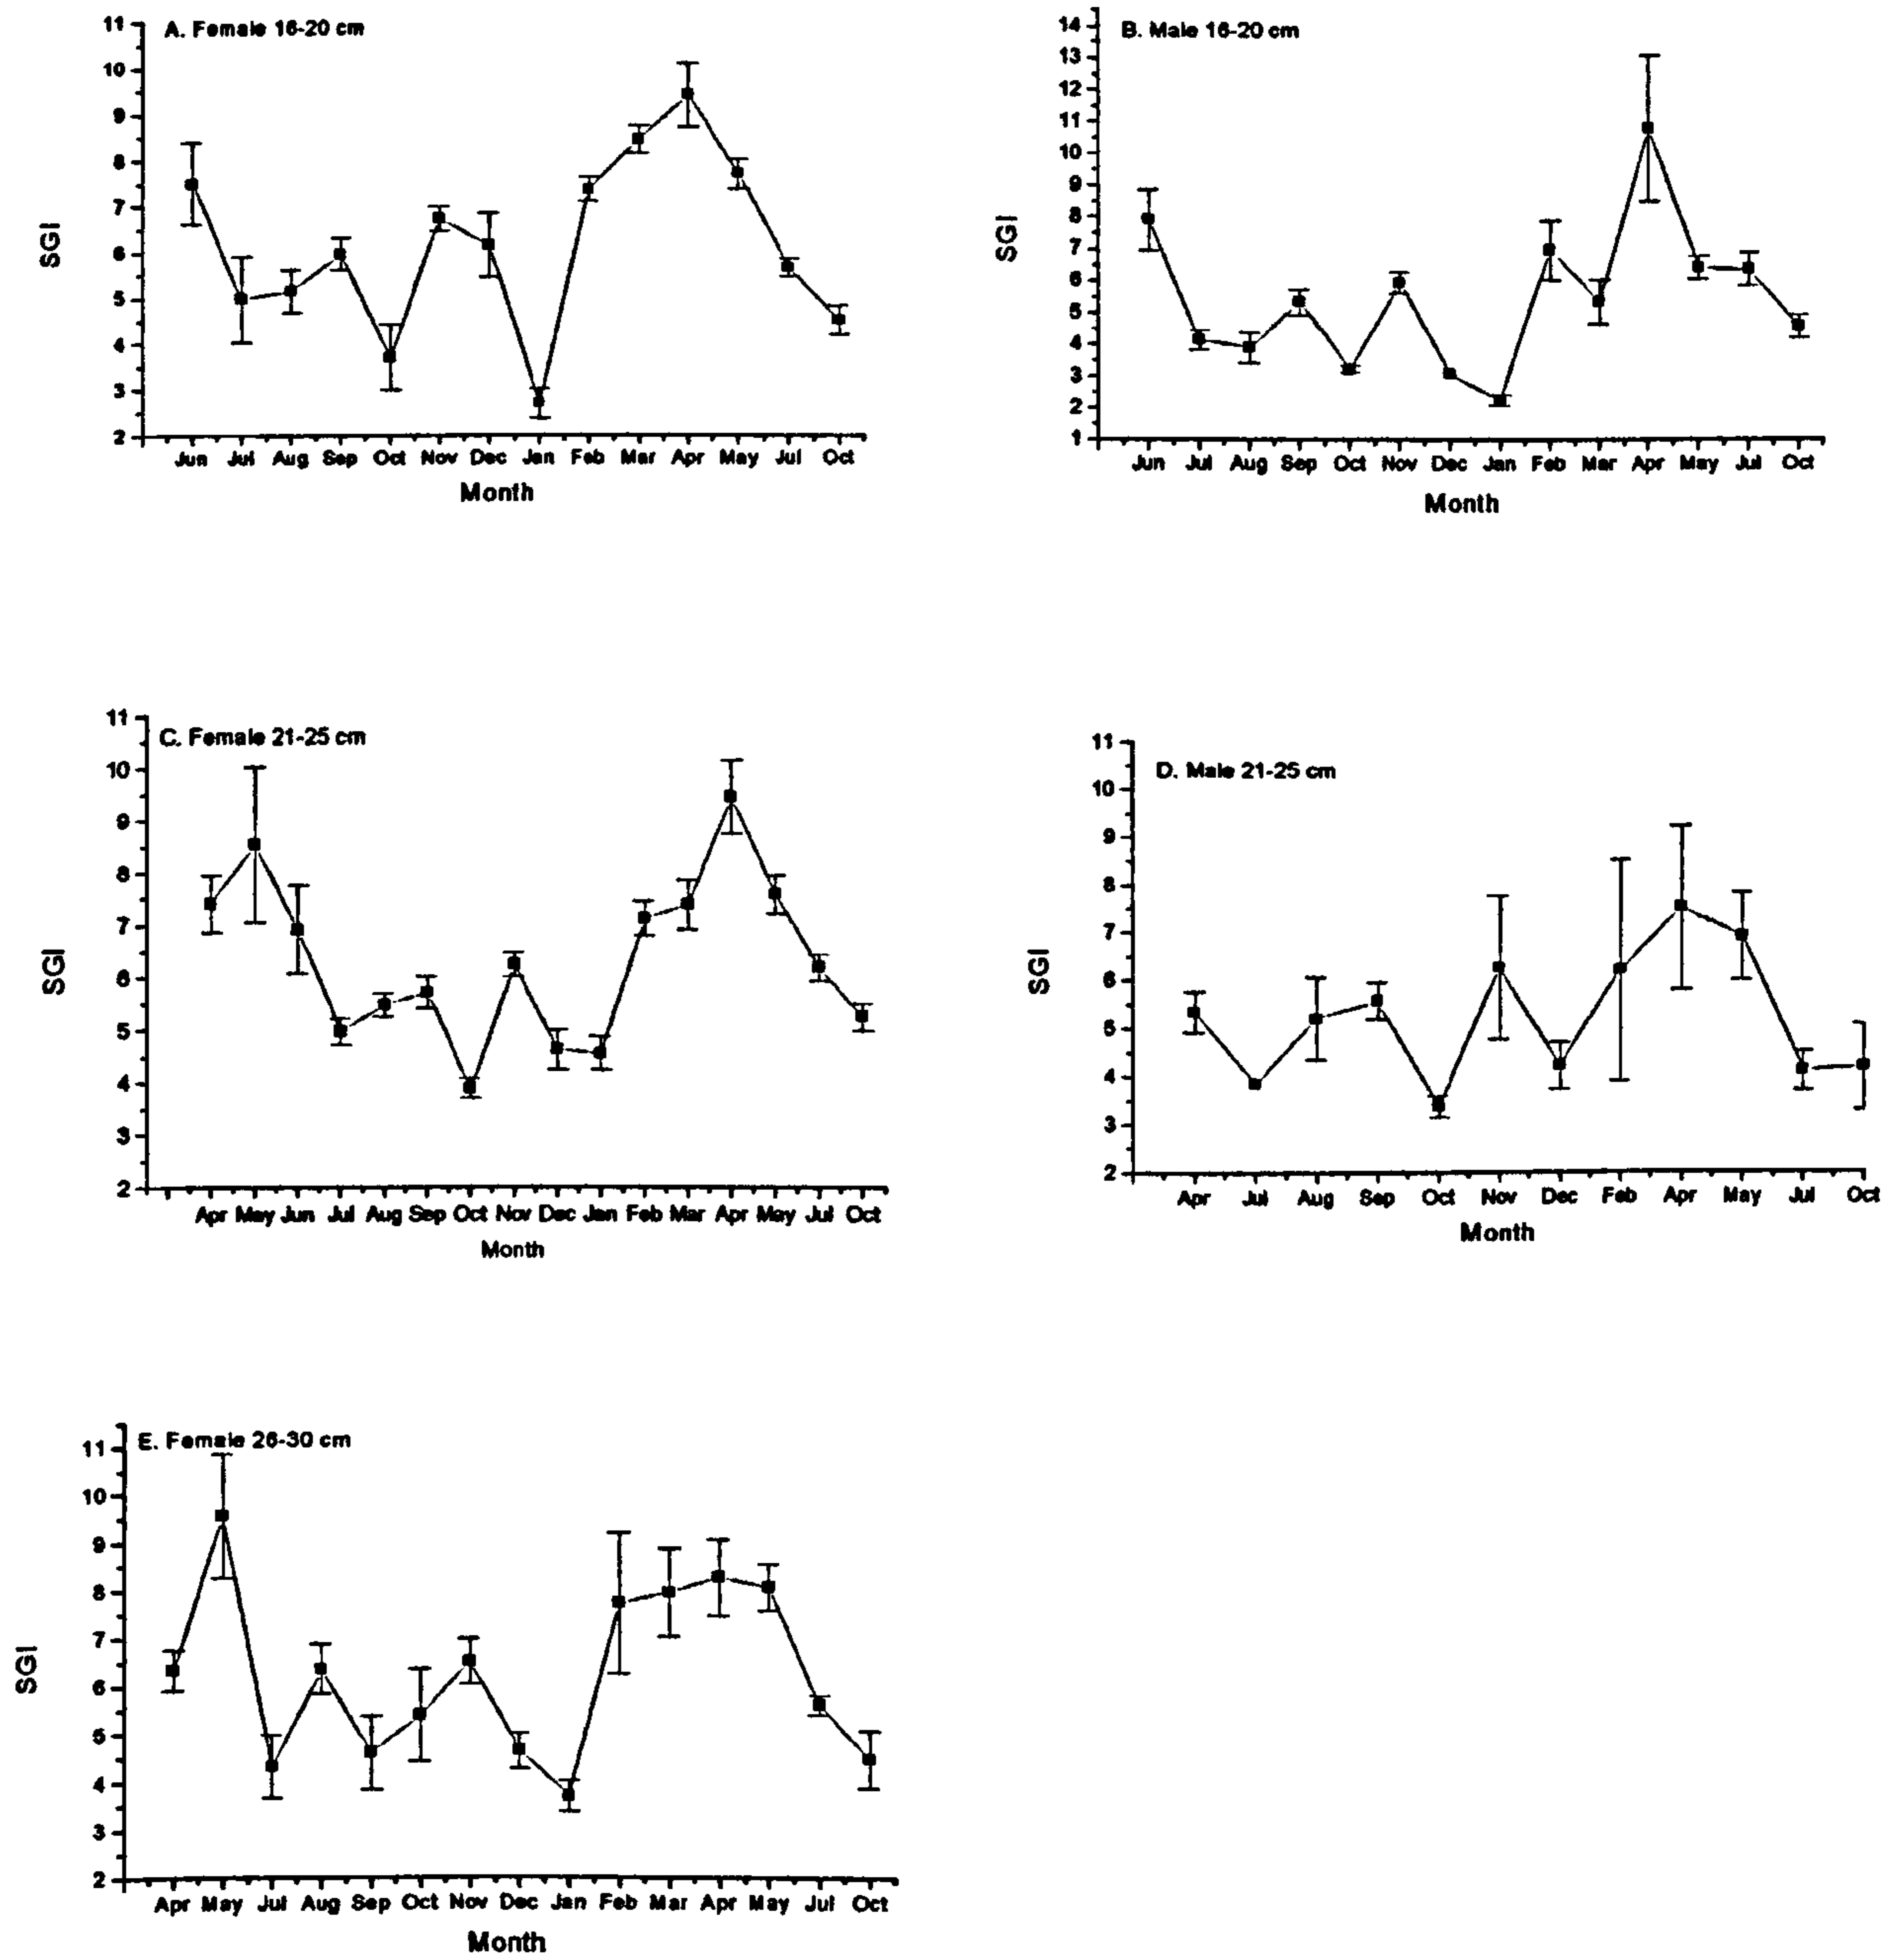 A. Female 16-20 cm
11
10
9
8
7
6
5
4
3
2
SGI
Jun Jul Aug Sep Oct Nov Dec Jan Feb Mar Apr May Jul Oct
Month
B. Male 16-20 cm
14
13
12
11
10
9
8
7
6
5
4
3
2
1
SGI
Jun Jul Aug Sep Oct Nov Dec Jan Feb Mar Apr May Jul Oct
Month
C. Female 21-25 cm
11
10
9
8
7
6
5
4
3
2
SGI
Apr May Jun Jul Aug Sep Oct Nov Dec Jan Feb Mar Apr May Jul Oct
Month
D. Male 21-25 cm
11
10
9
8
7
6
5
4
3
2
SGI
Apr Jul Aug Sep Oct Nov Dec Feb Apr May Jul Oct
Month
E. Female 26-30 cm
11
10
9
8
7
6
5
4
3
2
SGI
Apr May Jul Aug Sep Oct Nov Dec Jan Feb Mar Apr May Jul Oct
Month